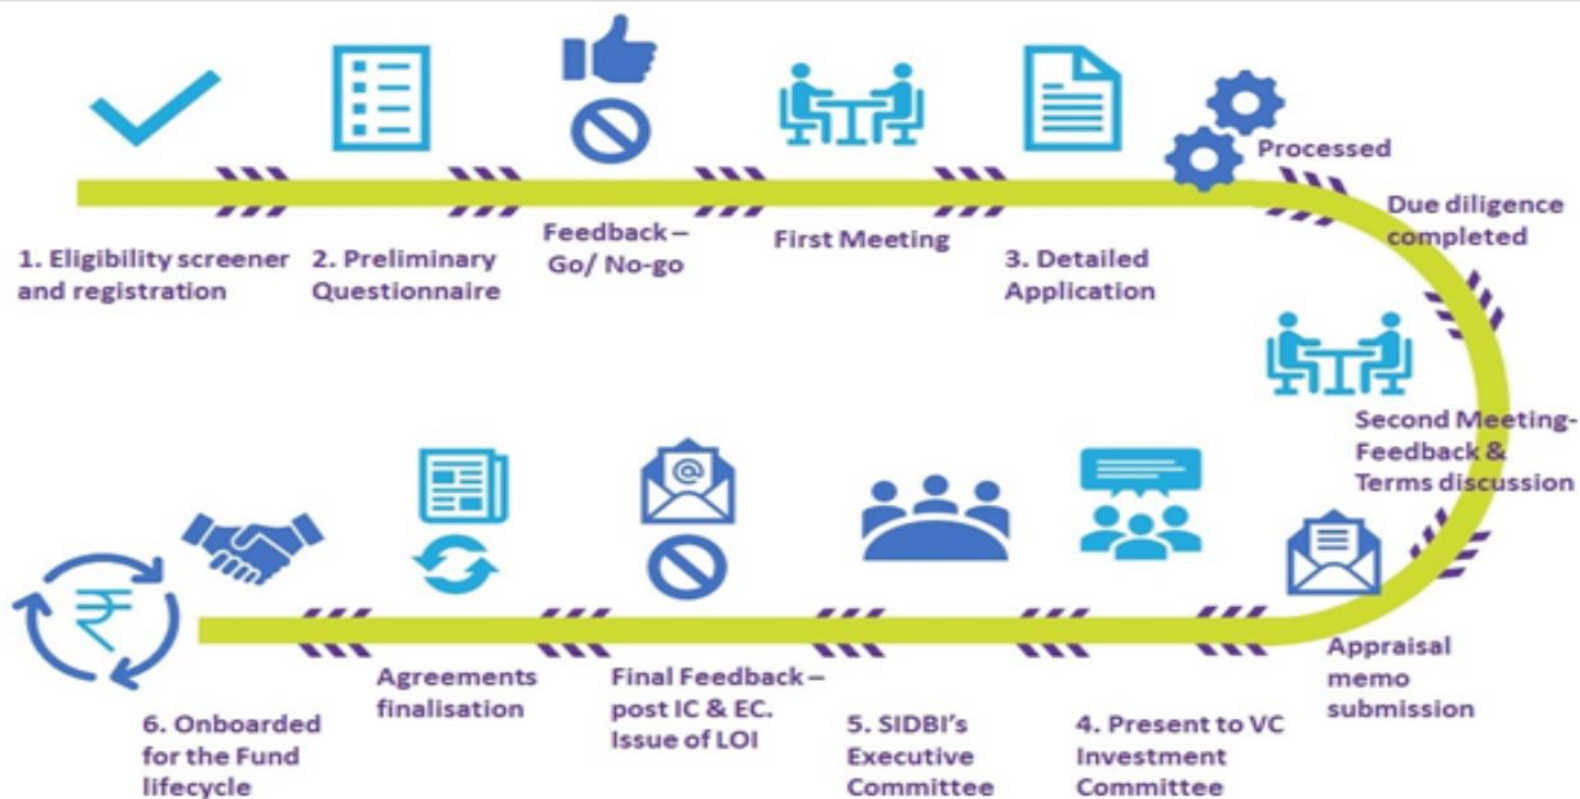 Processed
Due diligence
completed
1. Eligibility screener
and registration
2. Preliminary
Questionnaire
Feedback –
Go/ No-go
First Meeting
3. Detailed
Application
Second Meeting-
Feedback &
Terms discussion
Appraisal
memo
submission
4. Present to VC
Investment
Committee
5. SIDBI's
Executive
Committee
Final Feedback –
post IC & EC.
Issue of LOI
Agreements
finalisation
6. Onboarded
for the Fund
lifecycle
₹
@